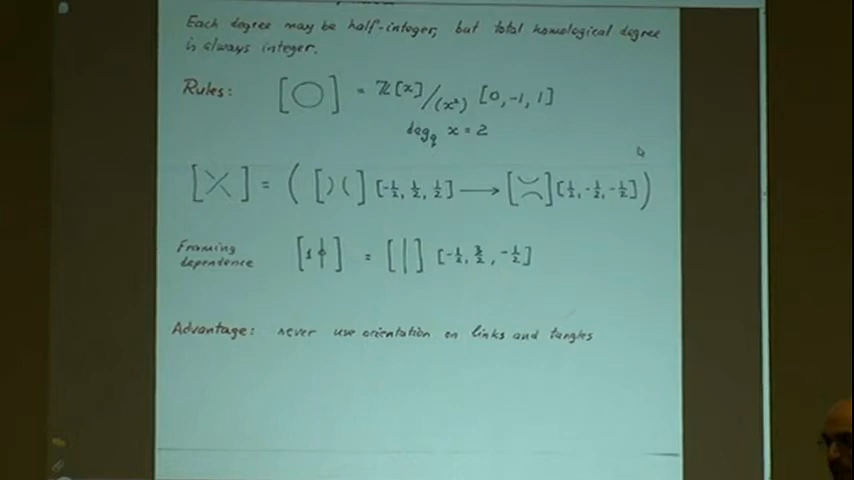 Each degree may be half-integer, but total homological degree
is always integer.
Rules: [◯] = ℤ[x]/(x²) [0, -1, 1]
deg_q x = 2
[X] = ( [ )( ] [-1/2, 1/2, 1/2] → [≍] [1/2, -1/2, -1/2] )
Framing
dependence
[1 ϕ] = [ | ] [-1/2, 3/2, -1/2]
Advantage: never use orientation on links and tangles